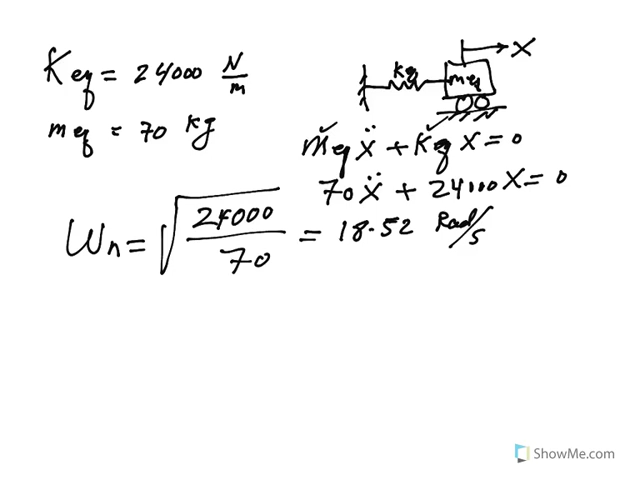 Keq = 24000 N/m
meq = 70 kg
X
Keq
meq
meq ẍ + Keq X = 0
70 ẍ + 24000 X = 0
Wn = √(24000/70) = 18.52 Rad/s
ShowMe.com